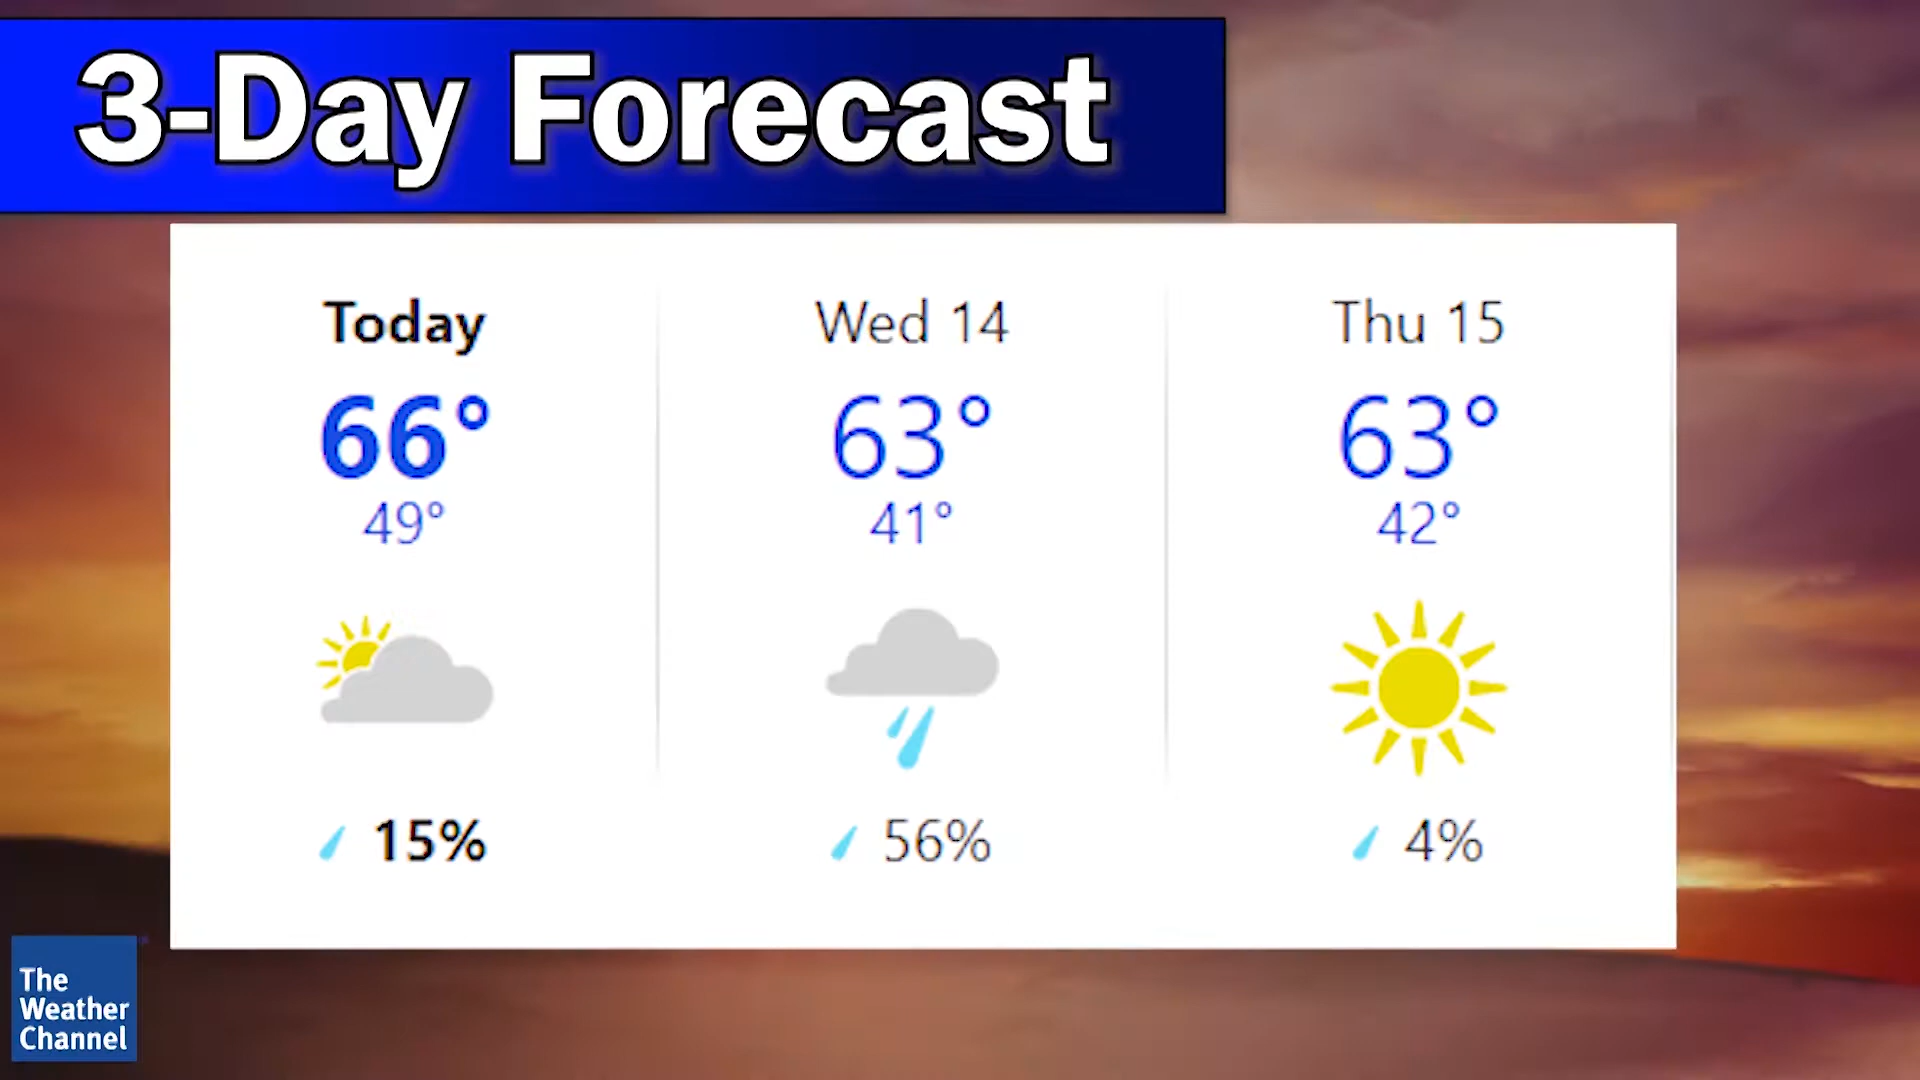 3-Day Forecast
Today
66°
49°
15%
Wed 14
63°
41°
56%
Thu 15
63°
42°
4%
The
Weather
Channel